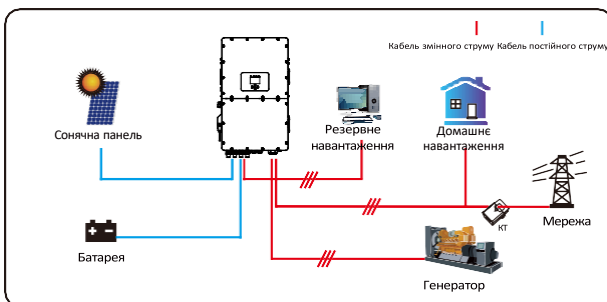 Кабель змінного струму Кабель постійного струму
Сонячна панель
Резервне
навантаження
Домашнє
навантаження
КТ
Мережа
Батарея
Генератор